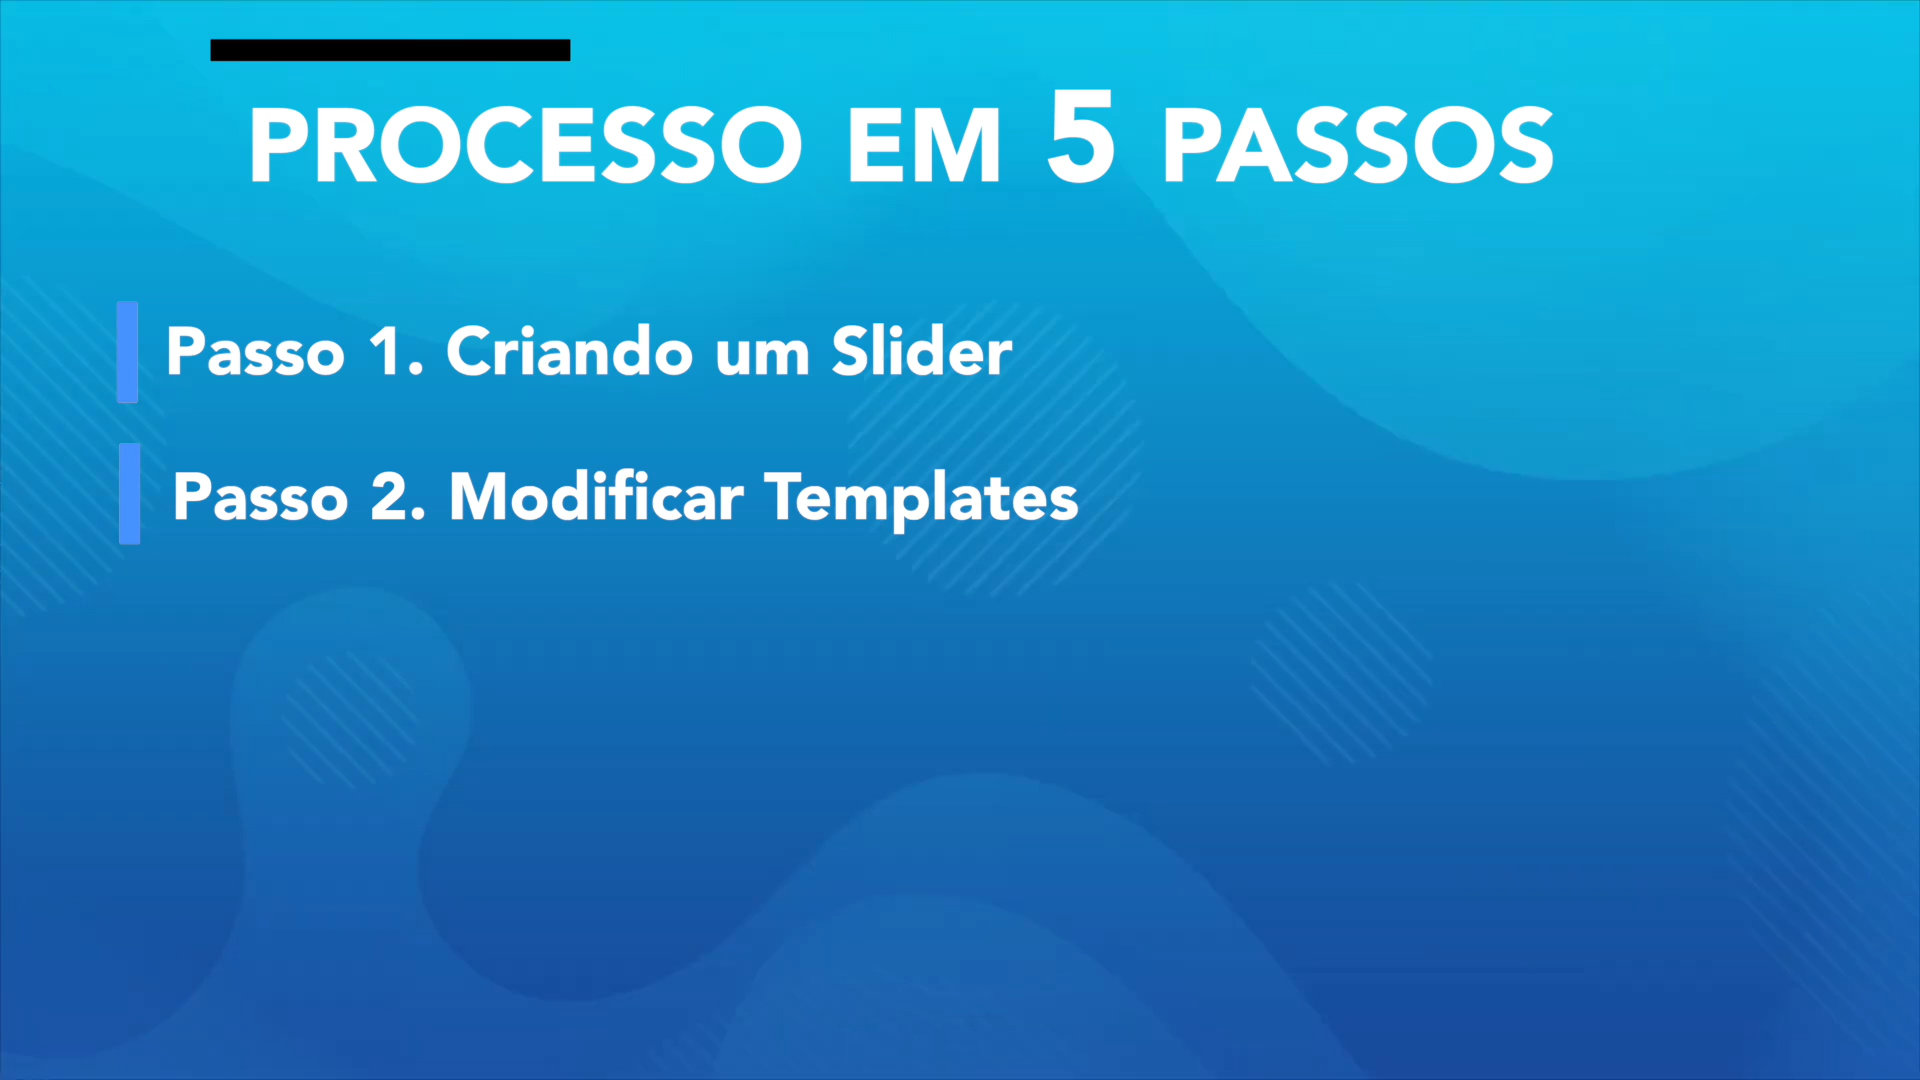 PROCESSO EM 5 PASSOS
Passo 1. Criando um Slider
Passo 2. Modificar Templates